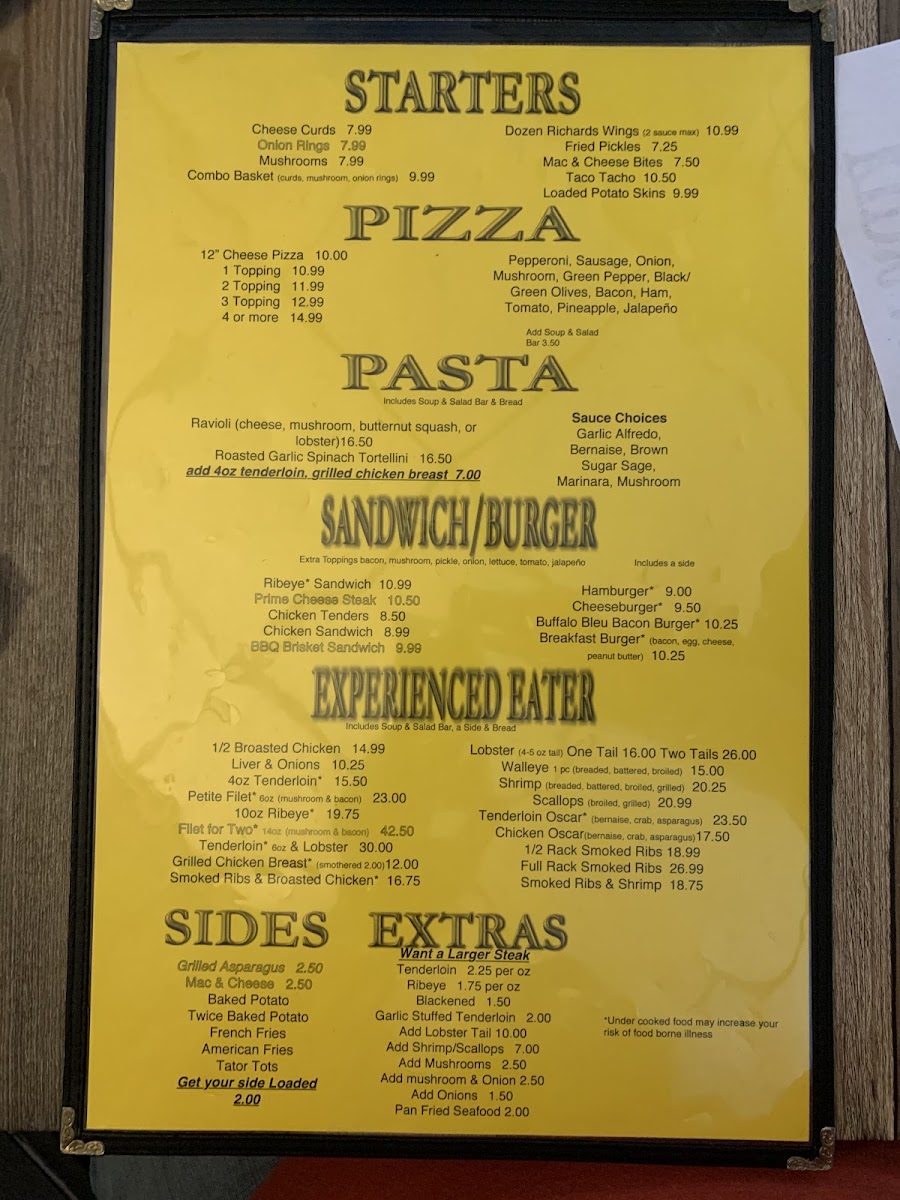 STARTERS
Cheese Curds 7.99
Onion Rings 7.99
Mushrooms 7.99
Combo Basket (curds, mushroom, onion rings) 9.99
Dozen Richards Wings (2 sauce max) 10.99
Fried Pickles 7.25
Mac & Cheese Bites 7.50
Taco Tacho 10.50
Loaded Potato Skins 9.99
PIZZA
12" Cheese Pizza 10.00
1 Topping 10.99
2 Topping 11.99
3 Topping 12.99
4 or more 14.99
Pepperoni, Sausage, Onion,
Mushroom, Green Pepper, Black/
Green Olives, Bacon, Ham,
Tomato, Pineapple, Jalapeño
Add Soup & Salad
Bar 3.50
PASTA
Includes Soup & Salad Bar & Bread
Ravioli (cheese, mushroom, butternut squash, or
lobster)16.50
Roasted Garlic Spinach Tortellini 16.50
add 4oz tenderloin, grilled chicken breast 7.00
Sauce Choices
Garlic Alfredo,
Bernaise, Brown
Sugar Sage,
Marinara, Mushroom
SANDWICH/BURGER
Extra Toppings bacon, mushroom, pickle, onion, lettuce, tomato, jalapeño
Includes a side
Ribeye* Sandwich 10.99
Prime Cheese Steak 10.50
Chicken Tenders 8.50
Chicken Sandwich 8.99
BBQ Brisket Sandwich 9.99
Hamburger* 9.00
Cheeseburger* 9.50
Buffalo Bleu Bacon Burger* 10.25
Breakfast Burger* (bacon, egg, cheese,
peanut butter) 10.25
EXPERIENCED EATER
Includes Soup & Salad Bar, a Side & Bread
1/2 Broasted Chicken 14.99
Liver & Onions 10.25
4oz Tenderloin* 15.50
Petite Filet* 6oz (mushroom & bacon) 23.00
10oz Ribeye* 19.75
Filet for Two* 14oz (mushroom & bacon) 42.50
Tenderloin* 6oz & Lobster 30.00
Grilled Chicken Breast* (smothered 2.00)12.00
Smoked Ribs & Broasted Chicken* 16.75
Lobster (4-5 oz tail) One Tail 16.00 Two Tails 26.00
Walleye 1 pc (breaded, battered, broiled) 15.00
Shrimp (breaded, battered, broiled, grilled) 20.25
Scallops (broiled, grilled) 20.99
Tenderloin Oscar* (bernaise, crab, asparagus) 23.50
Chicken Oscar(bernaise, crab, asparagus)17.50
1/2 Rack Smoked Ribs 18.99
Full Rack Smoked Ribs 26.99
Smoked Ribs & Shrimp 18.75
SIDES
Grilled Asparagus 2.50
Mac & Cheese 2.50
Baked Potato
Twice Baked Potato
French Fries
American Fries
Tator Tots
Get your side Loaded
2.00
EXTRAS
Want a Larger Steak
Tenderloin 2.25 per oz
Ribeye 1.75 per oz
Blackened 1.50
Garlic Stuffed Tenderloin 2.00
Add Lobster Tail 10.00
Add Shrimp/Scallops 7.00
Add Mushrooms 2.50
Add mushroom & Onion 2.50
Add Onions 1.50
Pan Fried Seafood 2.00
*Under cooked food may increase your
risk of food borne illness